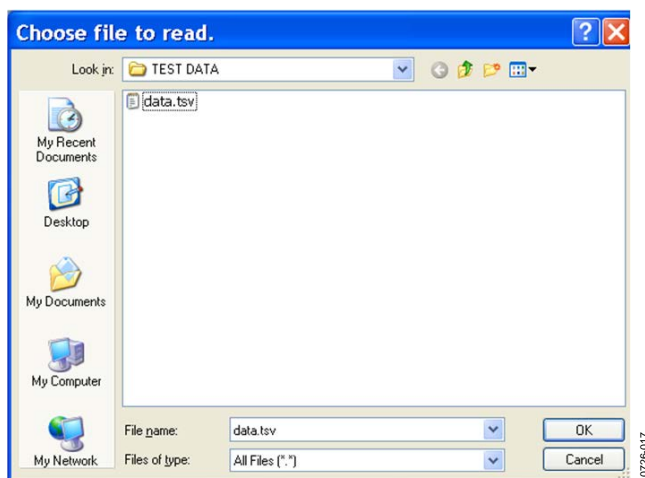 Choose file to read.
Look in: TEST DATA
data.tsv
My Recent
Documents
Desktop
My Documents
My Computer
My Network
File name: data.tsv OK
Files of type: All Files (*.*) Cancel
0726-017